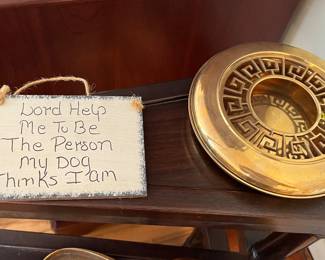 Lord Help
Me To Be
The Person
My Dog
Thinks I am